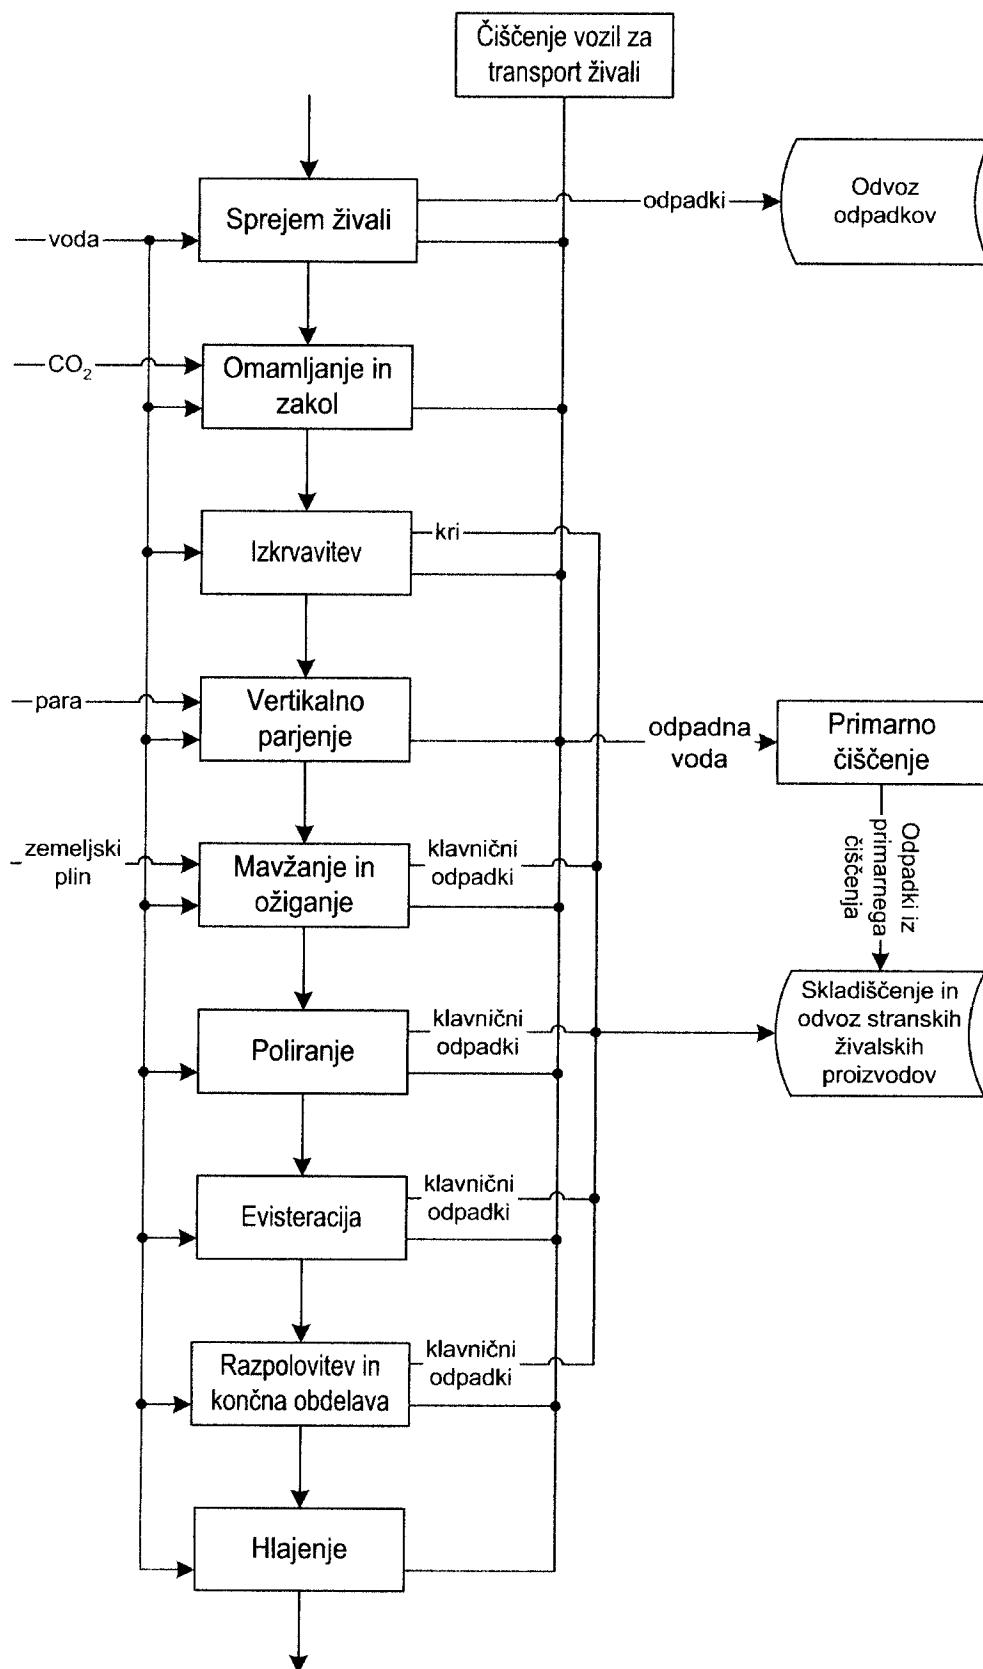 Čiščenje vozil za
transport živali
Sprejem živali
odpadki
Odvoz
odpadkov
voda
CO₂
Omamljanje in
zakol
Izkrvavitev
kri
para
Vertikalno
parjenje
odpadna
voda
Primarno
čiščenje
zemeljski
plin
Mavžanje in
ožiganje
klavnični
odpadki
Odpadki iz
primarnega
čiščenja
Poliranje
klavnični
odpadki
Skladiščenje in
odvoz stranskih
živalskih
proizvodov
Evisteracija
klavnični
odpadki
Razpolovitev in
končna obdelava
klavnični
odpadki
Hlajenje